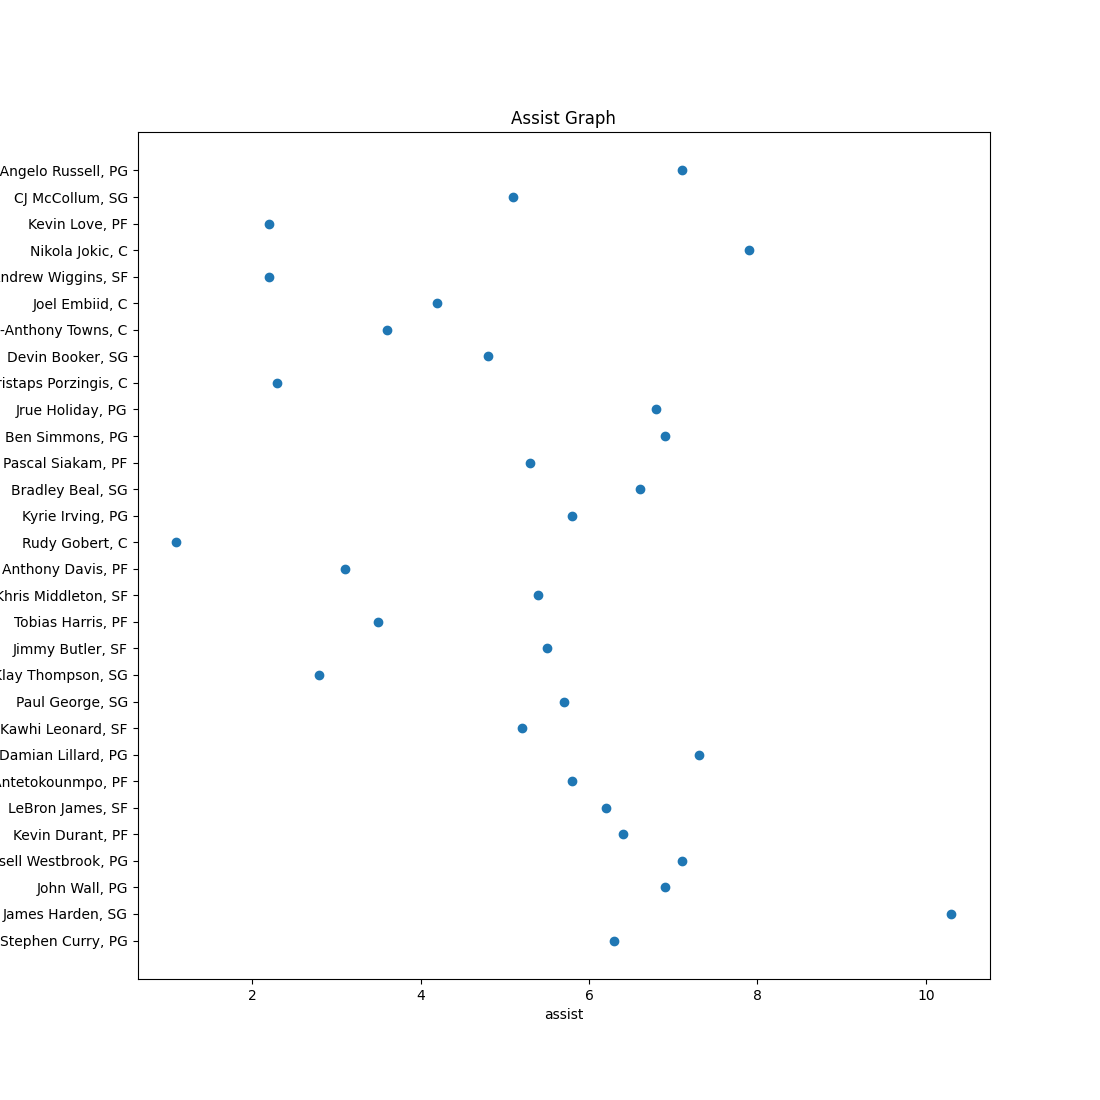 Assist Graph
Angelo Russell, PG
CJ McCollum, SG
Kevin Love, PF
Nikola Jokic, C
ndrew Wiggins, SF
Joel Embiid, C
-Anthony Towns, C
Devin Booker, SG
ristaps Porzingis, C
Jrue Holiday, PG
Ben Simmons, PG
Pascal Siakam, PF
Bradley Beal, SG
Kyrie Irving, PG
Rudy Gobert, C
Anthony Davis, PF
Khris Middleton, SF
Tobias Harris, PF
Jimmy Butler, SF
Klay Thompson, SG
Paul George, SG
Kawhi Leonard, SF
Damian Lillard, PG
Antetokounmpo, PF
LeBron James, SF
Kevin Durant, PF
sell Westbrook, PG
John Wall, PG
James Harden, SG
Stephen Curry, PG
2 4 6 8 10
assist